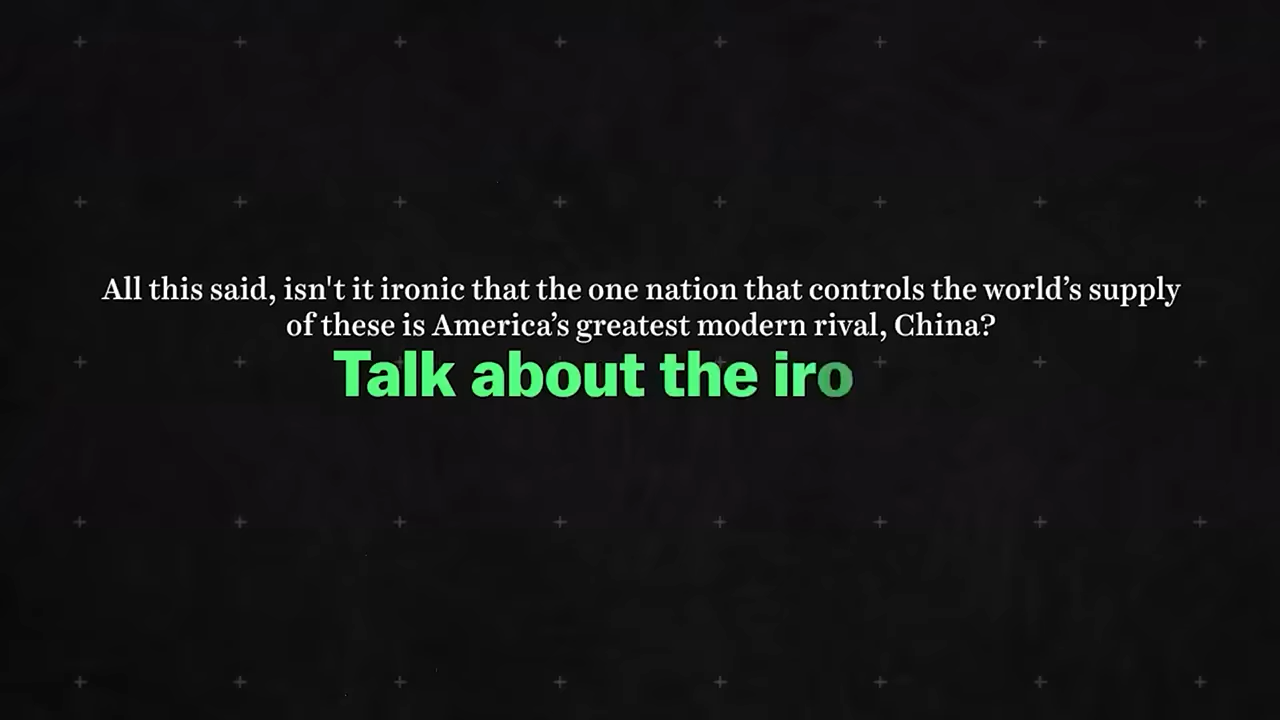 All this said, isn't it ironic that the one nation that controls the world’s supply
of these is America’s greatest modern rival, China?
Talk about the iro